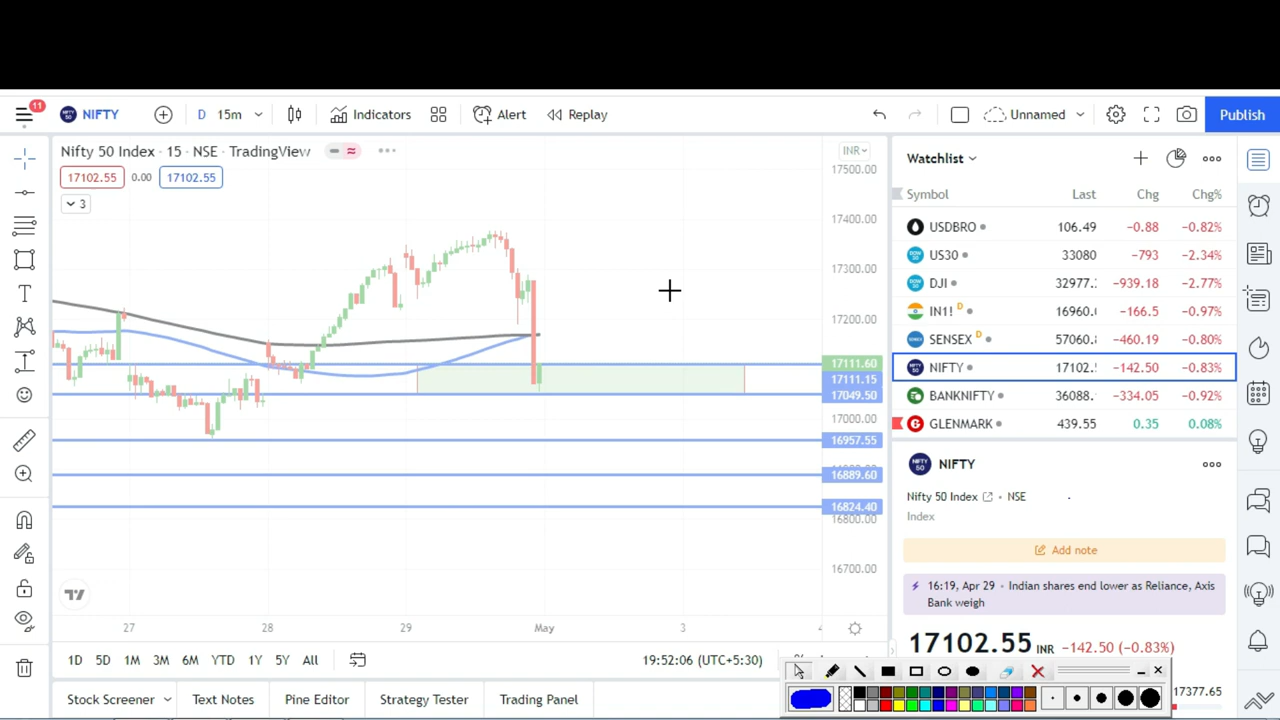 11 NIFTY D 15m Indicators Alert Replay Unnamed Publish
Nifty 50 Index · 15 · NSE · TradingView
INR
17102.55 0.00 17102.55
3
17500.00
17400.00
17300.00
17200.00
17111.60
17111.15
17049.50
17000.00
16957.55
16889.60
16824.40
16800.00
16700.00
27 28 29 May 3
1D 5D 1M 3M 6M YTD 1Y 5Y All 19:52:06 (UTC+5:30) %
Stock Screener Text Notes Pine Editor Strategy Tester Trading Panel
Watchlist
Symbol Last Chg Chg%
USDBRO 106.49 −0.88 −0.82%
US30 33080 −793 −2.34%
DJI 32977. −939.18 −2.77%
IN1! D 16960. −166.5 −0.97%
SENSEX D 57060. −460.19 −0.80%
NIFTY 17102. −142.50 −0.83%
BANKNIFTY 36088. −334.05 −0.92%
GLENMARK 439.55 0.35 0.08%
NIFTY 50 NIFTY
Nifty 50 Index · NSE
Index
Add note
16:19, Apr 29 · Indian shares end lower as Reliance, Axis
Bank weigh
17102.55 INR −142.50 (−0.83%)
17377.65